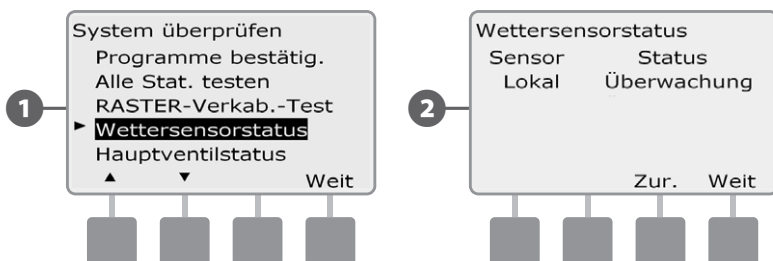 1
System überprüfen
Programme bestätig.
Alle Stat. testen
RASTER-Verkab.-Test
► Wettersensorstatus
Hauptventilstatus
▲ ▼ Weit
2
Wettersensorstatus
Sensor Status
Lokal Überwachung
Zur. Weit